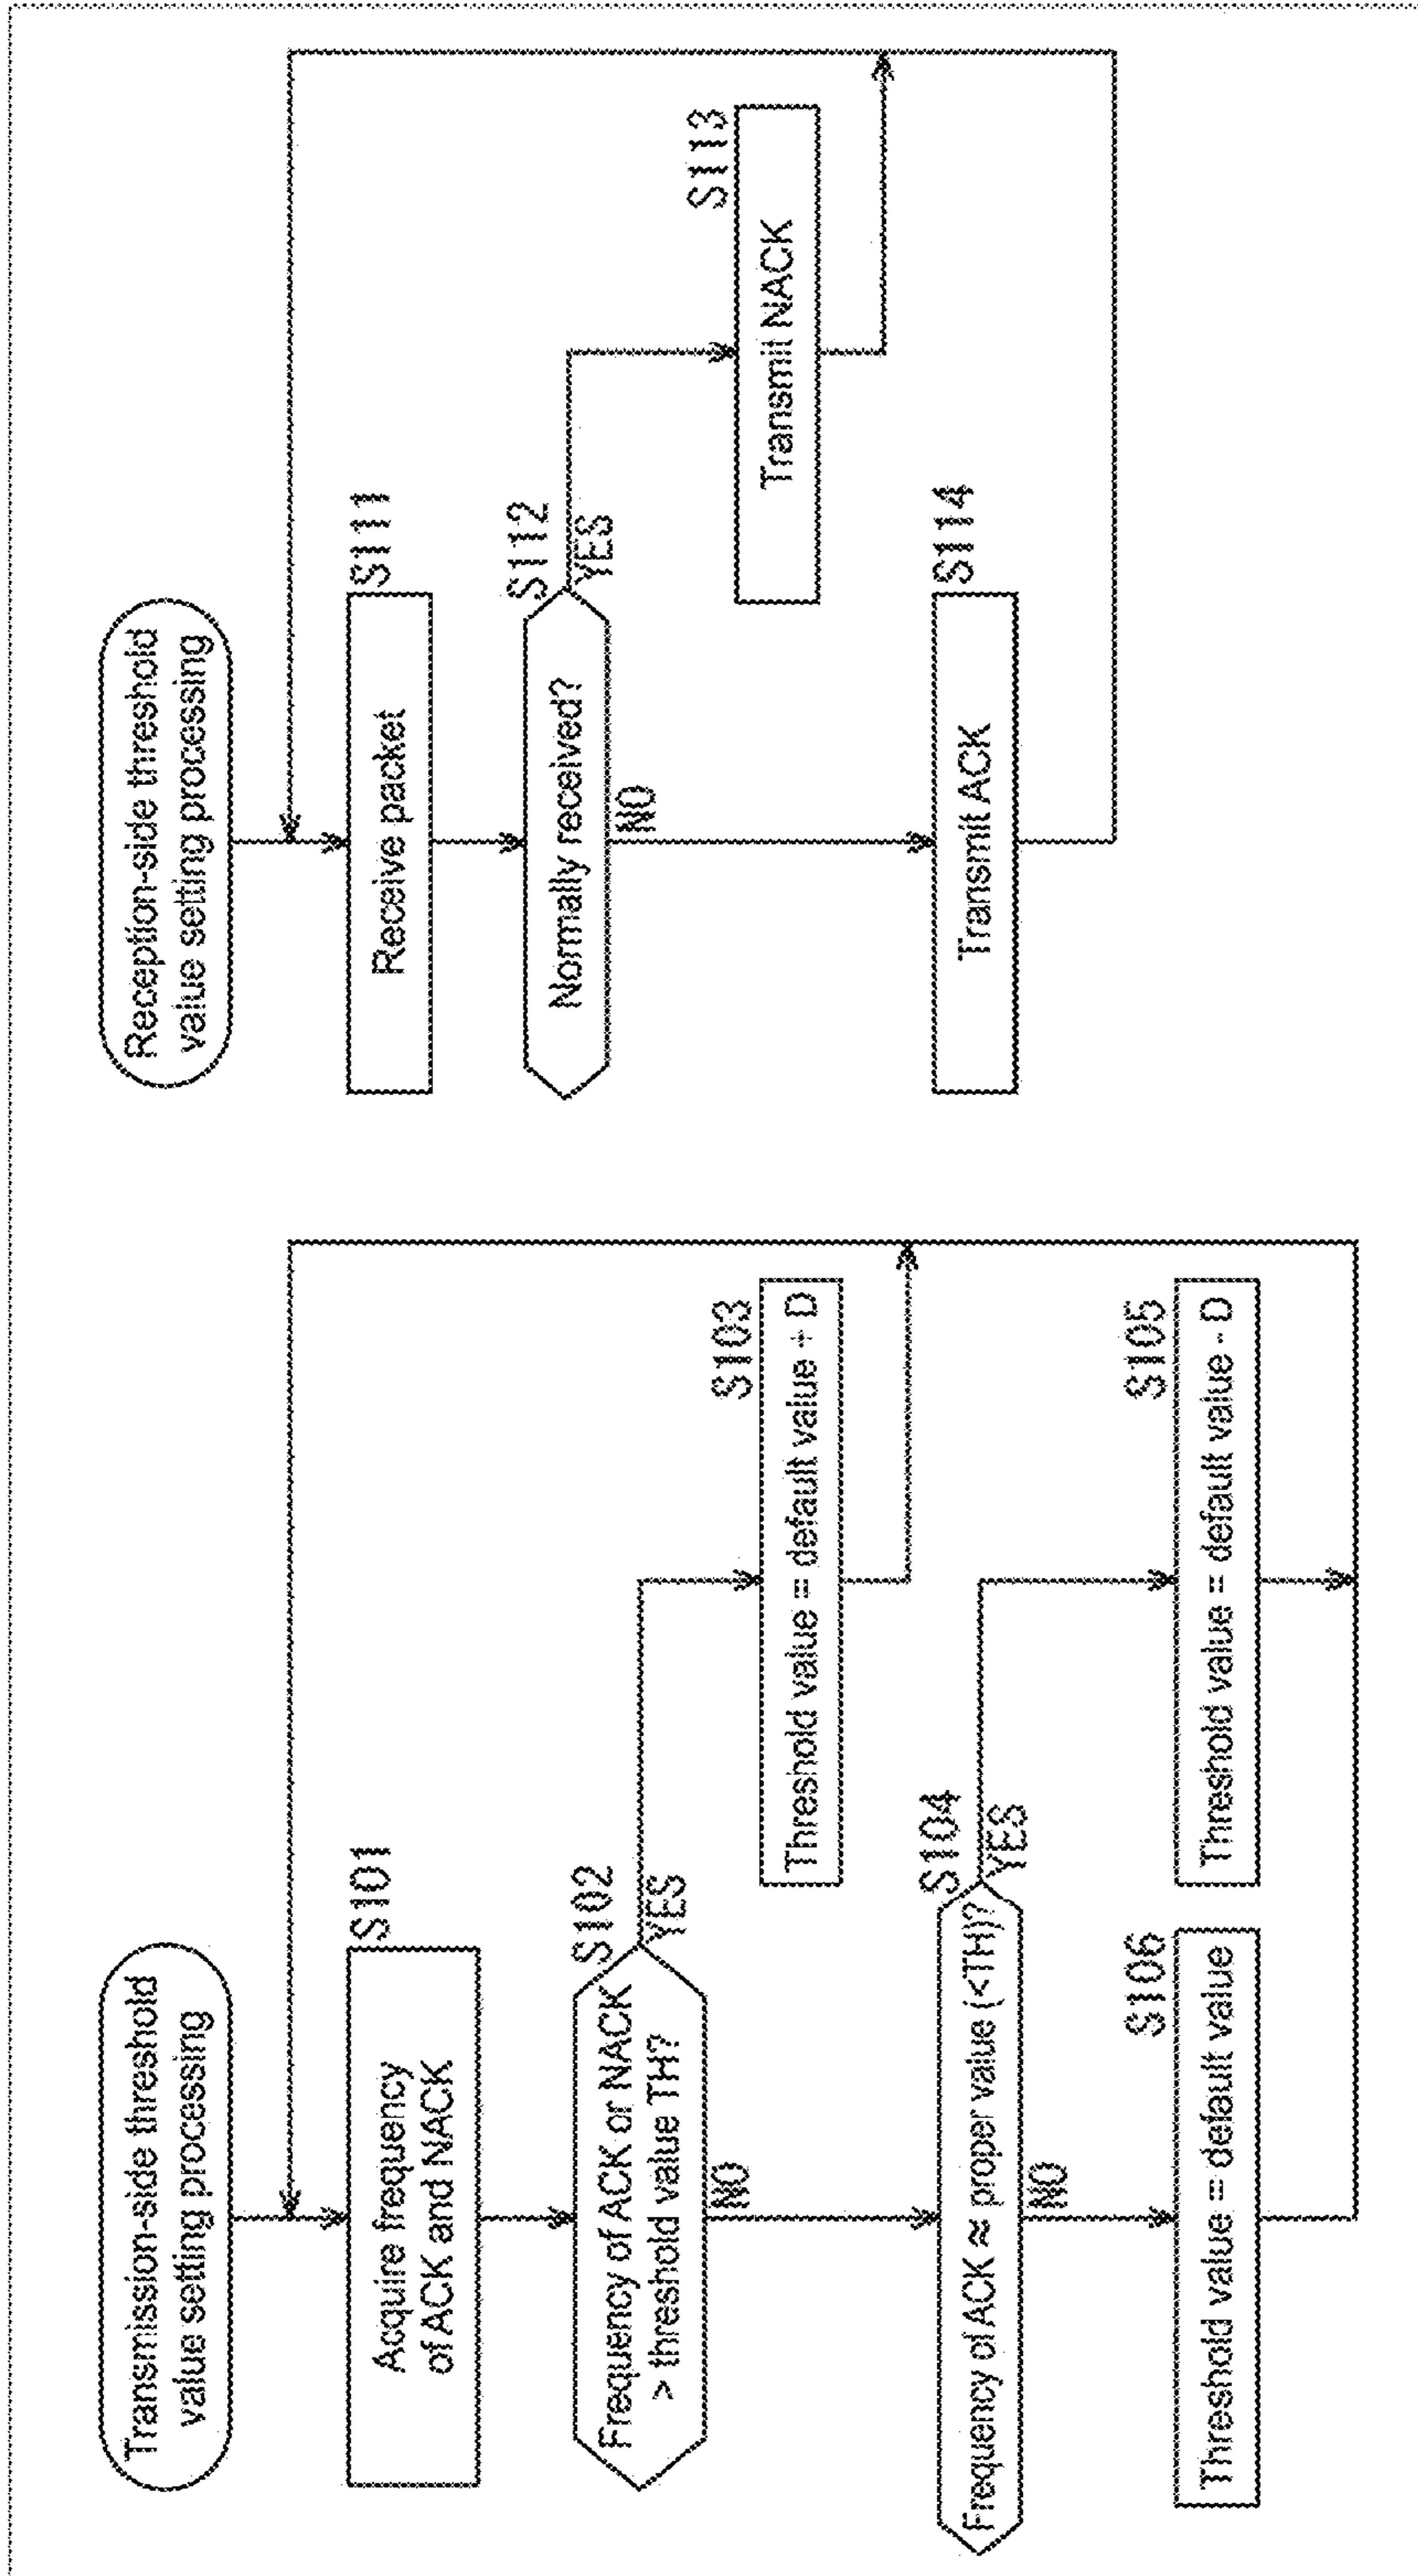 Transmission-side threshold
value setting processing
S101
Acquire frequency
of ACK and NACK
S102
Frequency of ACK or NACK
> threshold value TH?
YES
NO
S103
Threshold value = default value + D
S104
Frequency of ACK ≈ proper value (<TH)?
YES
NO
S105
Threshold value = default value - D
S106
Threshold value = default value
Reception-side threshold
value setting processing
S111
Receive packet
S112
Normally received?
YES
NO
S113
Transmit NACK
S114
Transmit ACK